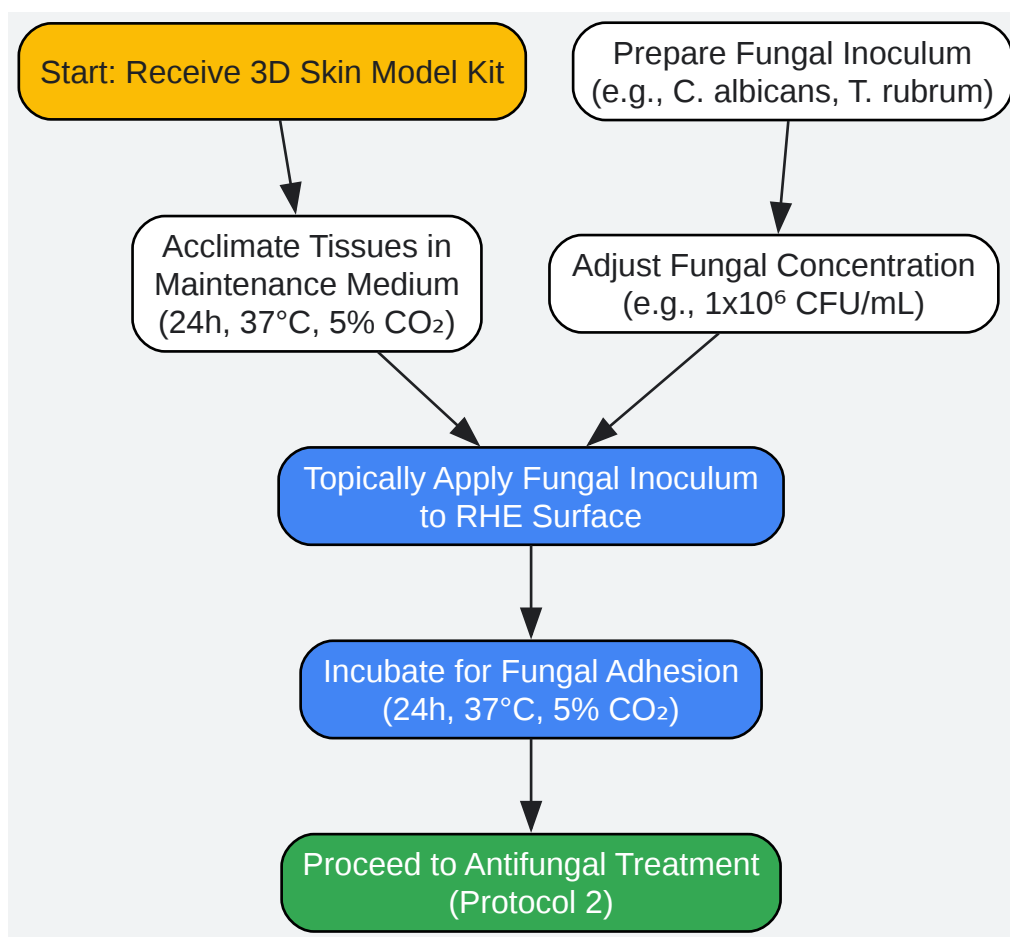 Start: Receive 3D Skin Model Kit
Prepare Fungal Inoculum
(e.g., C. albicans, T. rubrum)
Acclimate Tissues in
Maintenance Medium
(24h, 37°C, 5% CO₂)
Adjust Fungal Concentration
(e.g., 1x10⁶ CFU/mL)
Topically Apply Fungal Inoculum
to RHE Surface
Incubate for Fungal Adhesion
(24h, 37°C, 5% CO₂)
Proceed to Antifungal Treatment
(Protocol 2)